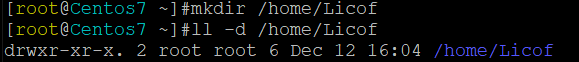 [root@Centos7 ~]#mkdir /home/Licof
[root@Centos7 ~]#ll -d /home/Licof
drwxr-xr-x. 2 root root 6 Dec 12 16:04 /home/Licof